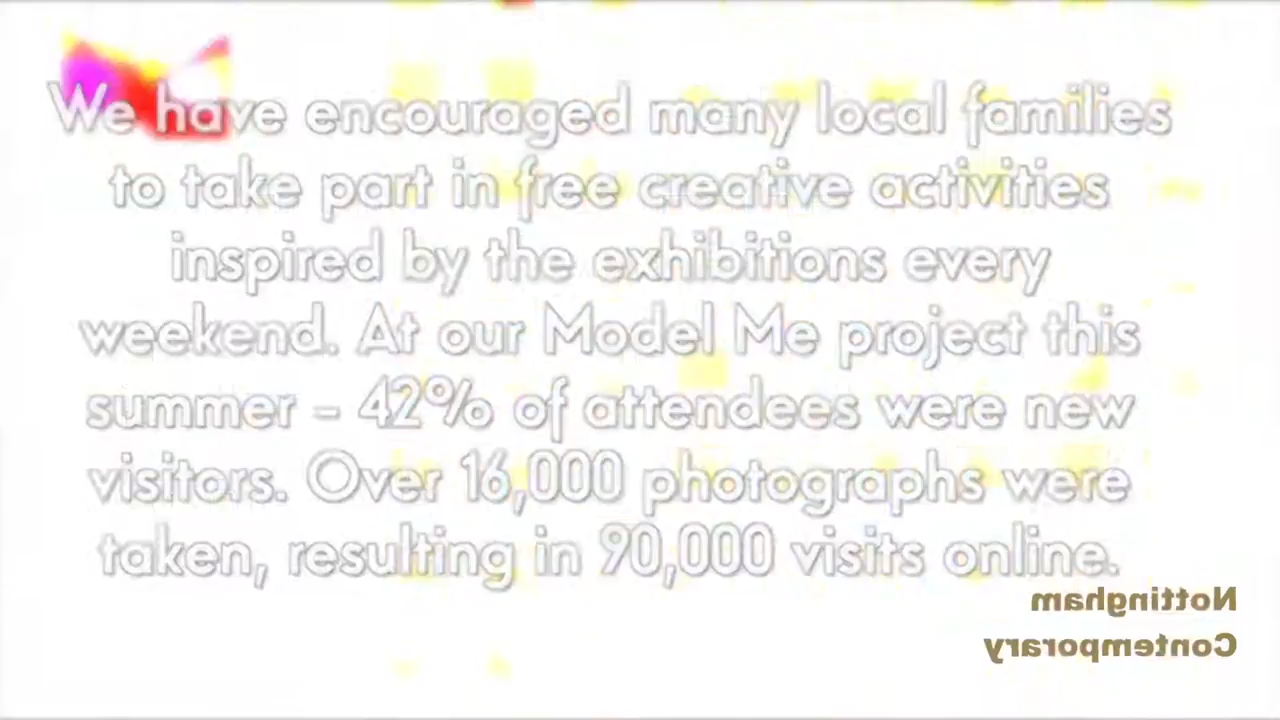 We have encouraged many local families
to take part in free creative activities
inspired by the exhibitions every
weekend. At our Model Me project this
summer – 42% of attendees were new
visitors. Over 16,000 photographs were
taken, resulting in 90,000 visits online.
Nottingham
Contemporary